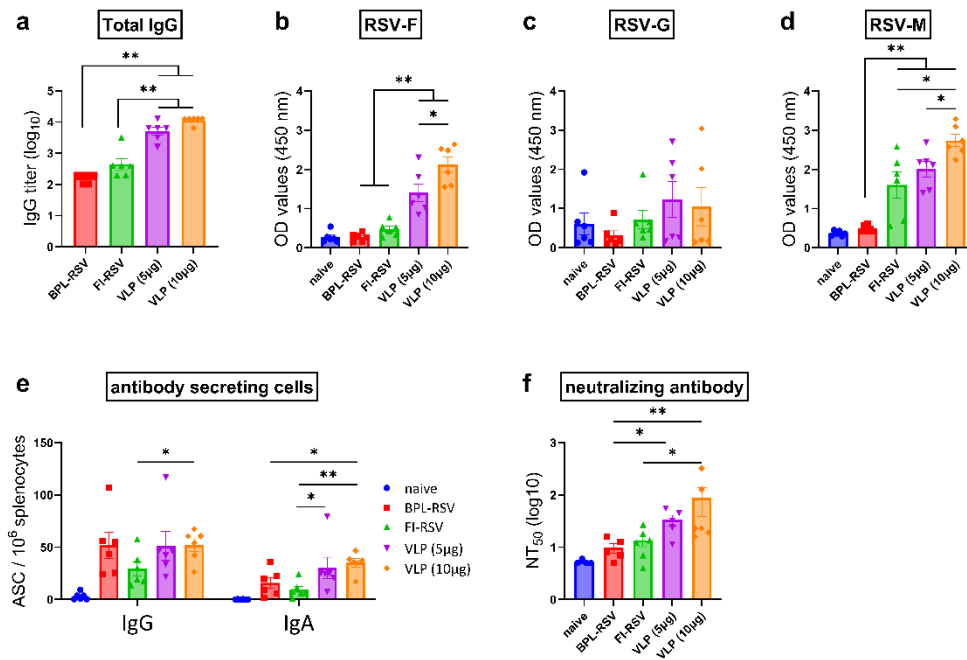 a
Total IgG
**
**
IgG titer (log10)
5
4
3
2
1
0
BPL-RSV
FI-RSV
VLP (5μg)
VLP (10μg)
b
RSV-F
**
*
OD values (450 nm)
4
3
2
1
0
naive
BPL-RSV
FI-RSV
VLP (5μg)
VLP (10μg)
c
RSV-G
OD values (450 nm)
4
3
2
1
0
naive
BPL-RSV
FI-RSV
VLP (5μg)
VLP (10μg)
d
RSV-M
**
*
*
OD values (450 nm)
4
3
2
1
0
naive
BPL-RSV
FI-RSV
VLP (5μg)
VLP (10μg)
e
antibody secreting cells
*
*
**
*
ASC / 10⁶ splenocytes
150
100
50
0
IgG
IgA
naive
BPL-RSV
FI-RSV
VLP (5μg)
VLP (10μg)
f
neutralizing antibody
**
*
*
NT50 (log10)
3
2
1
0
naive
BPL-RSV
FI-RSV
VLP (5μg)
VLP (10μg)